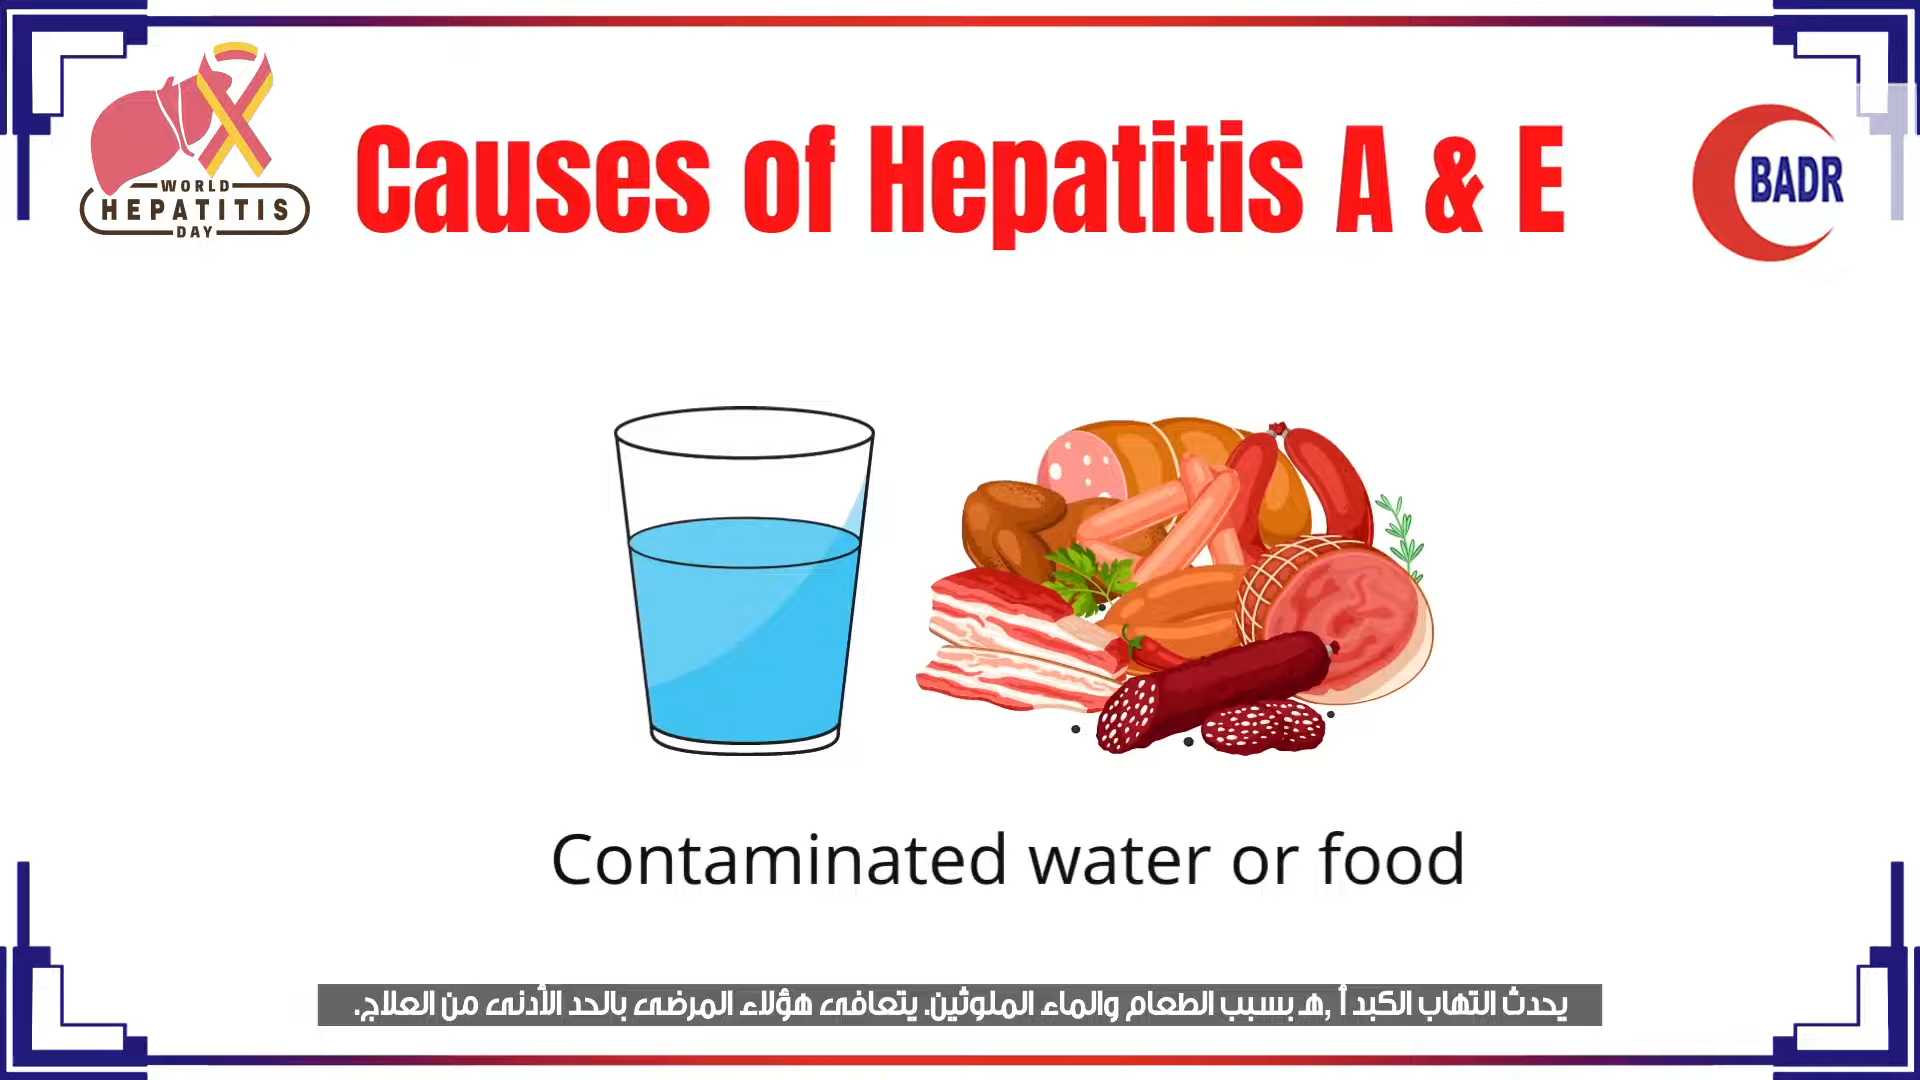 WORLD
HEPATITIS
DAY
Causes of Hepatitis A & E
BADR
Contaminated water or food
يحدث التهاب الكبد أ ,هـ بسبب الطعام والماء الملوثين. يتعافى هؤلاء المرضى بالحد الأدنى من العلاج.